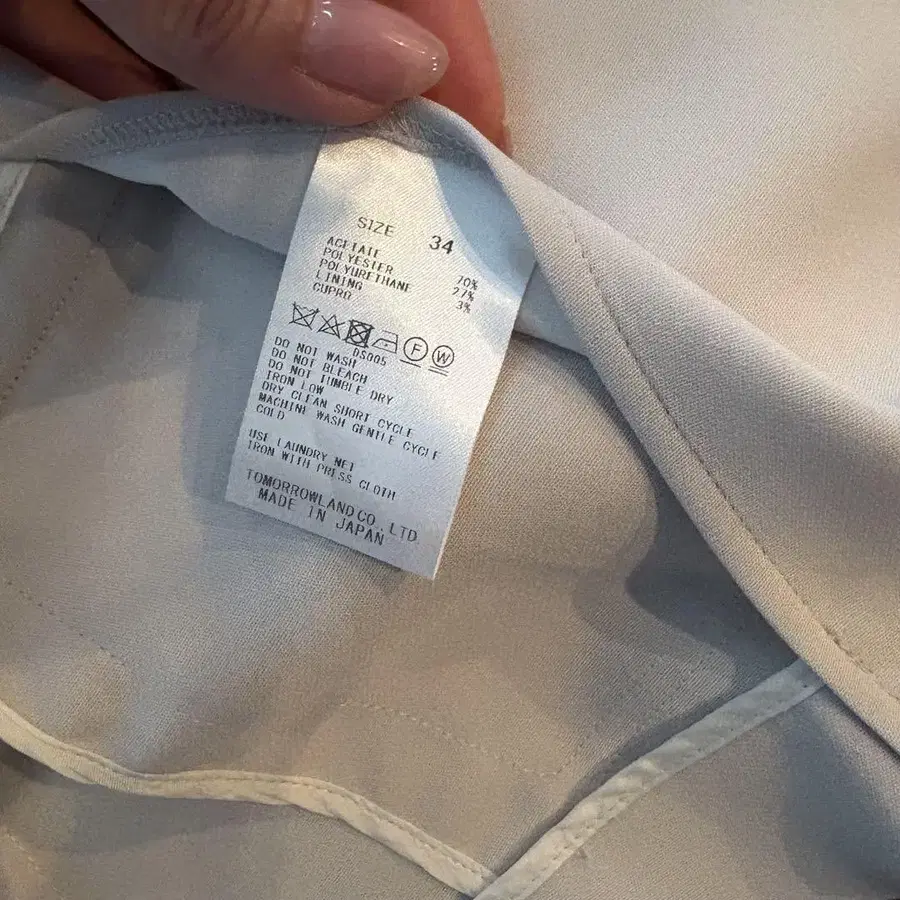 SIZE 34
ACETATE 70%
POLYESTER 27%
POLYURETHANE 3%
LINING
CUPRO
F W
DS005
DO NOT WASH
DO NOT BLEACH
DO NOT TUMBLE DRY
IRON LOW
DRY CLEAN SHORT CYCLE
MACHINE WASH GENTLE CYCLE
COLD
USE LAUNDRY NET
IRON WITH PRESS CLOTH
TOMORROWLAND CO., LTD
MADE IN JAPAN